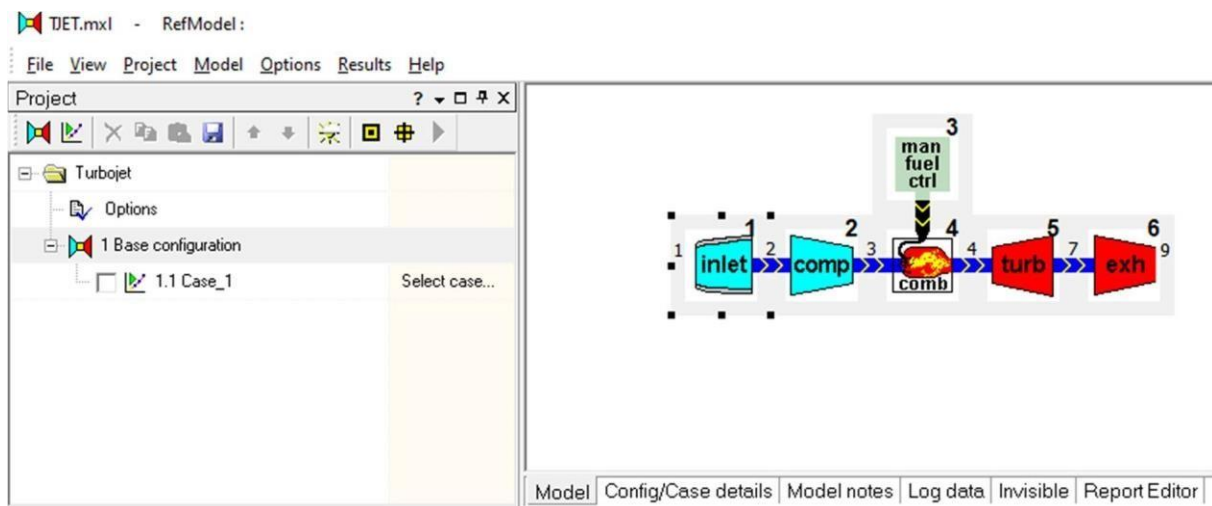 TJET.mxl - RefModel :
File View Project Model Options Results Help
Project ?
Turbojet
Options
1 Base configuration
1.1 Case_1 Select case...
3
man
fuel
ctrl
1 2 4 5 6
1 inlet 2 comp 3 comb 4 turb 7 exh 9
Model Config/Case details Model notes Log data Invisible Report Editor